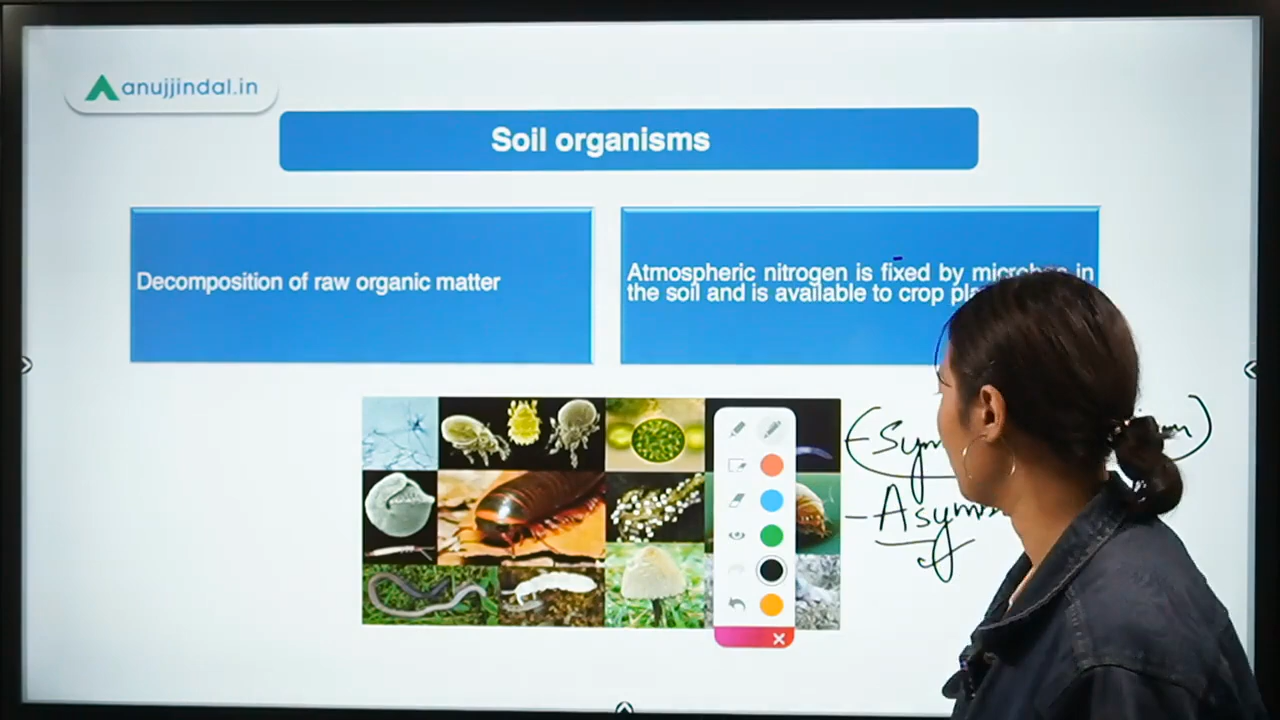 anujjindal.in
Soil organisms
Decomposition of raw organic matter
Atmospheric nitrogen is fixed by in
the soil and is available to crop